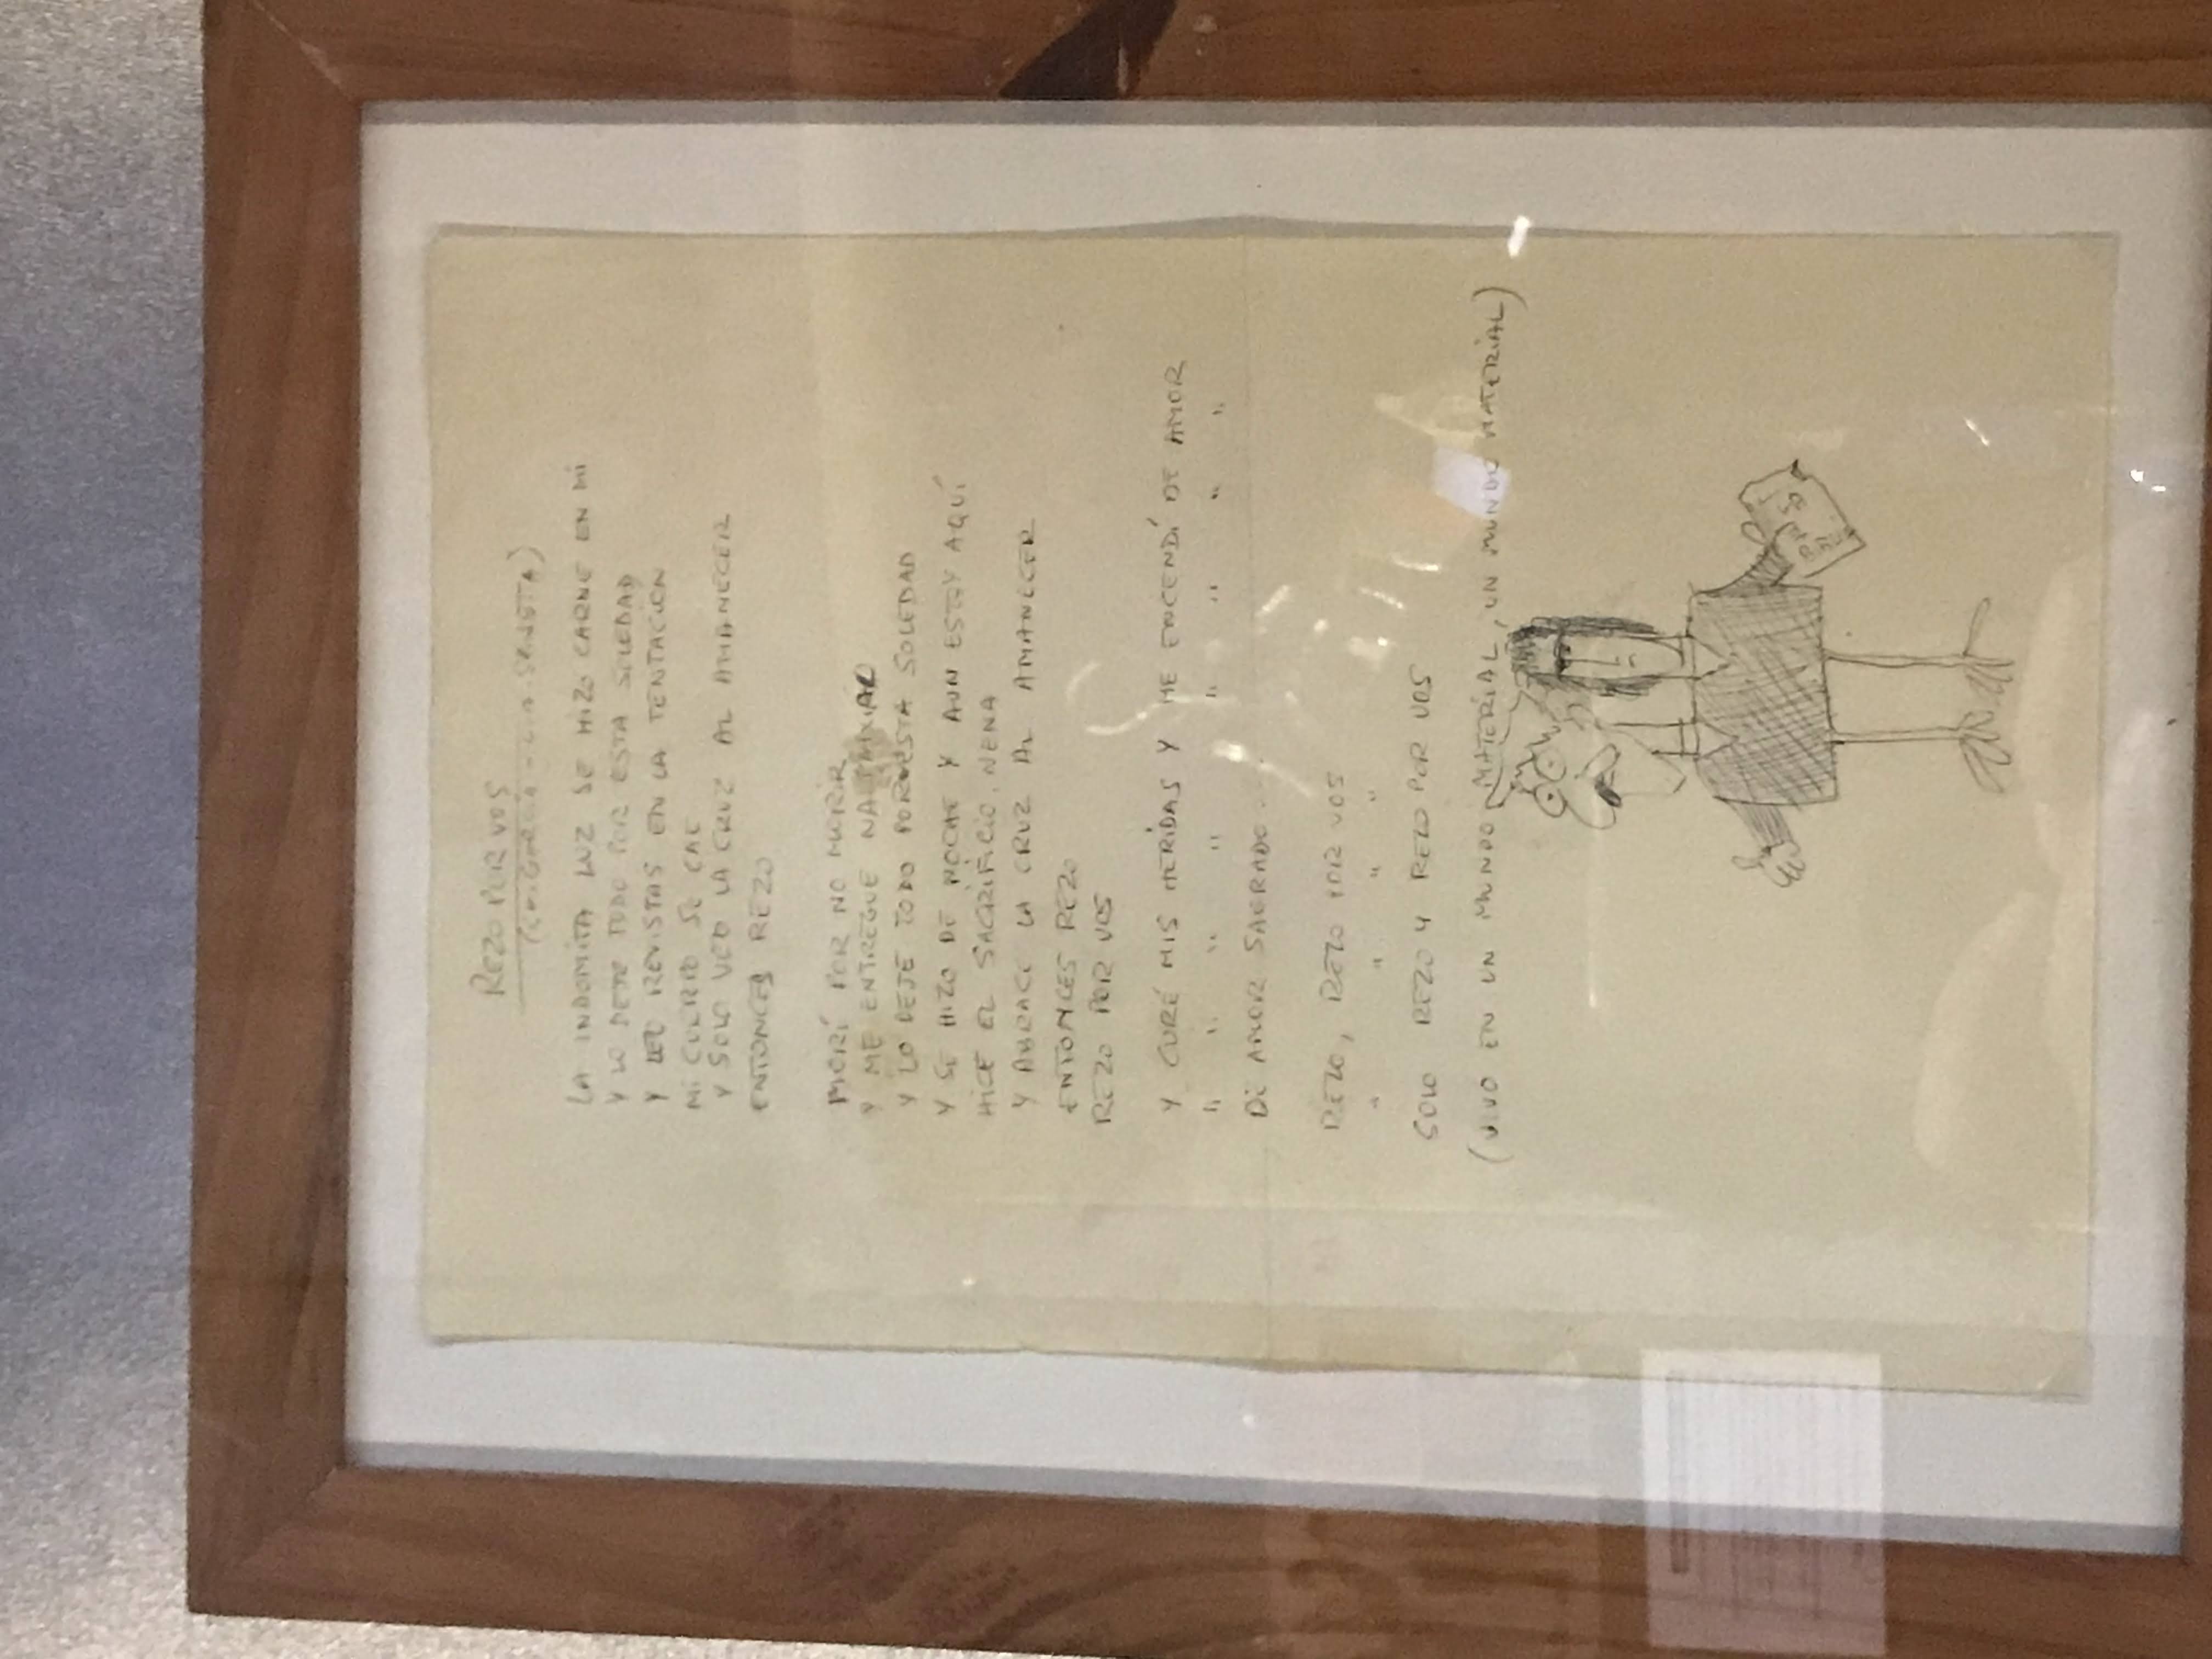 REZO POR VOS
(CH. GARCÍA - L.A. SPINETTA)
LA INDOMITA LUZ SE HIZO CARNE EN MI
Y LO DEJE TODO POR ESTA SOLEDAD
Y LEO REVISTAS EN LA TENTACION
MI CUERPO SE CAE
Y SOLO VEO LA CRUZ AL AMANECER
ENTONCES REZO
MORÍ POR NO MORIR
Y ME ENTREGUE
Y LO DEJE TODO POR ESTA SOLEDAD
Y SE HIZO DE NOCHE Y AUN ESTOY AQUÍ
HICE EL SACRIFICIO, NENA
Y ABRACE LA CRUZ AL AMANECER
ENTONCES REZO
REZO POR VOS
Y CURÉ MIS HERIDAS Y ME ENCENDÍ DE AMOR
" " " " " " " "
DE AMOR SAGRADO
REZO, REZO POR VOS
" " " "
SOLO REZO Y REZO POR VOS
(VIVO EN UN MUNDO MATERIAL, UN MUNDO MATERIAL)